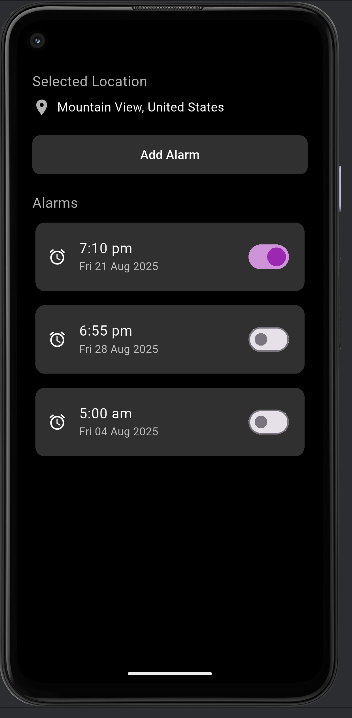 Selected Location
Mountain View, United States
Add Alarm
Alarms
7:10 pm
Fri 21 Aug 2025
6:55 pm
Fri 28 Aug 2025
5:00 am
Fri 04 Aug 2025